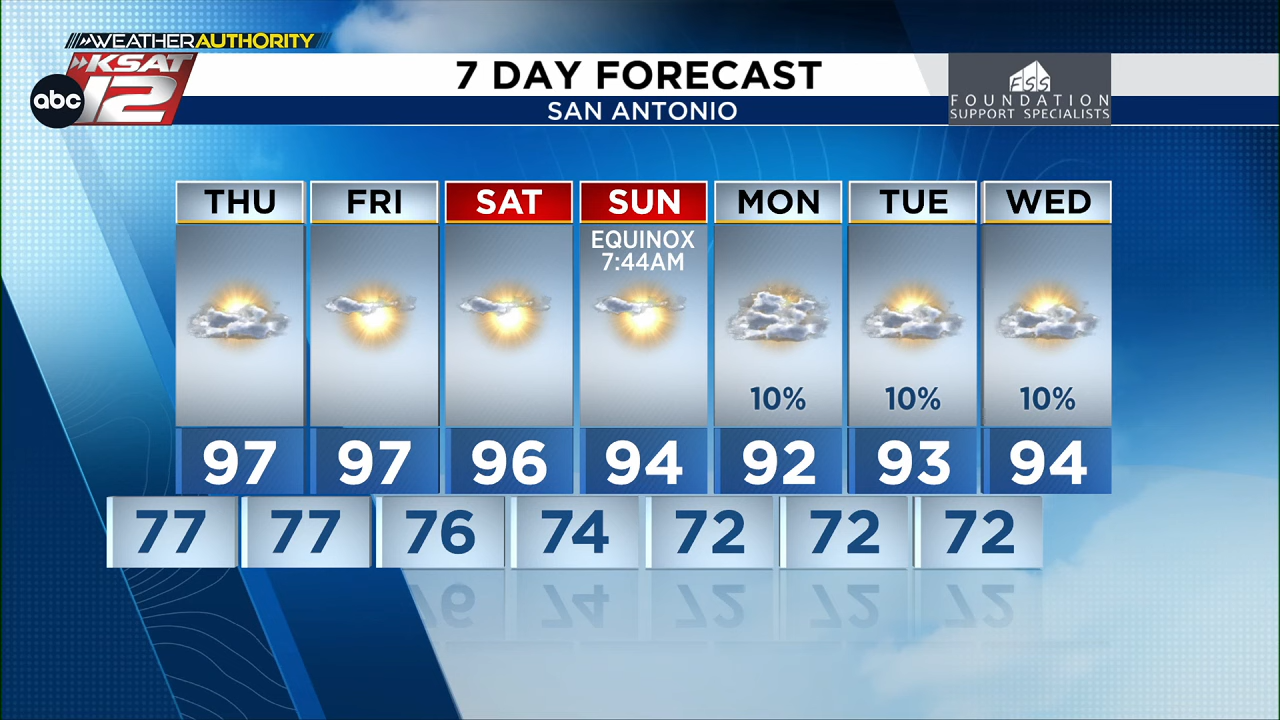 WEATHERAUTHORITY
KSAT
abc 12
7 DAY FORECAST
SAN ANTONIO
FSS
FOUNDATION
SUPPORT SPECIALISTS
THU FRI SAT SUN MON TUE WED
EQUINOX
7:44AM
10% 10% 10%
97 97 96 94 92 93 94
77 77 76 74 72 72 72